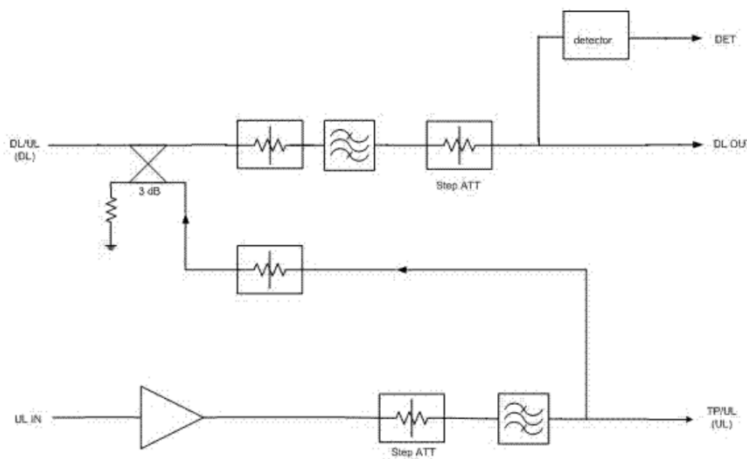 detector
DET
DL/UL
(DL)
DL OU
3 dB
Step ATT
UL IN
Step ATT
TP/UL
(UL)